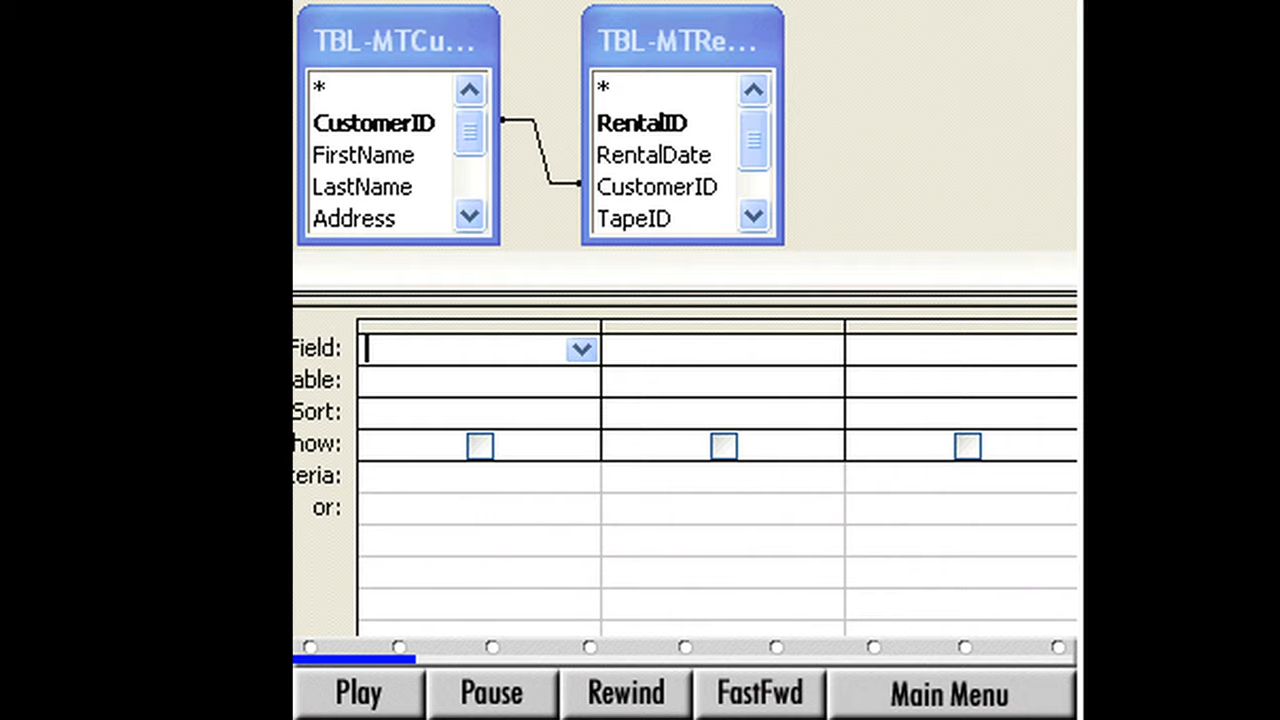 TBL-MTCu...
*
CustomerID
FirstName
LastName
Address
TBL-MTRe...
*
RentalID
RentalDate
CustomerID
TapeID
Field:
able:
Sort:
how:
teria:
or:
Play Pause Rewind FastFwd Main Menu